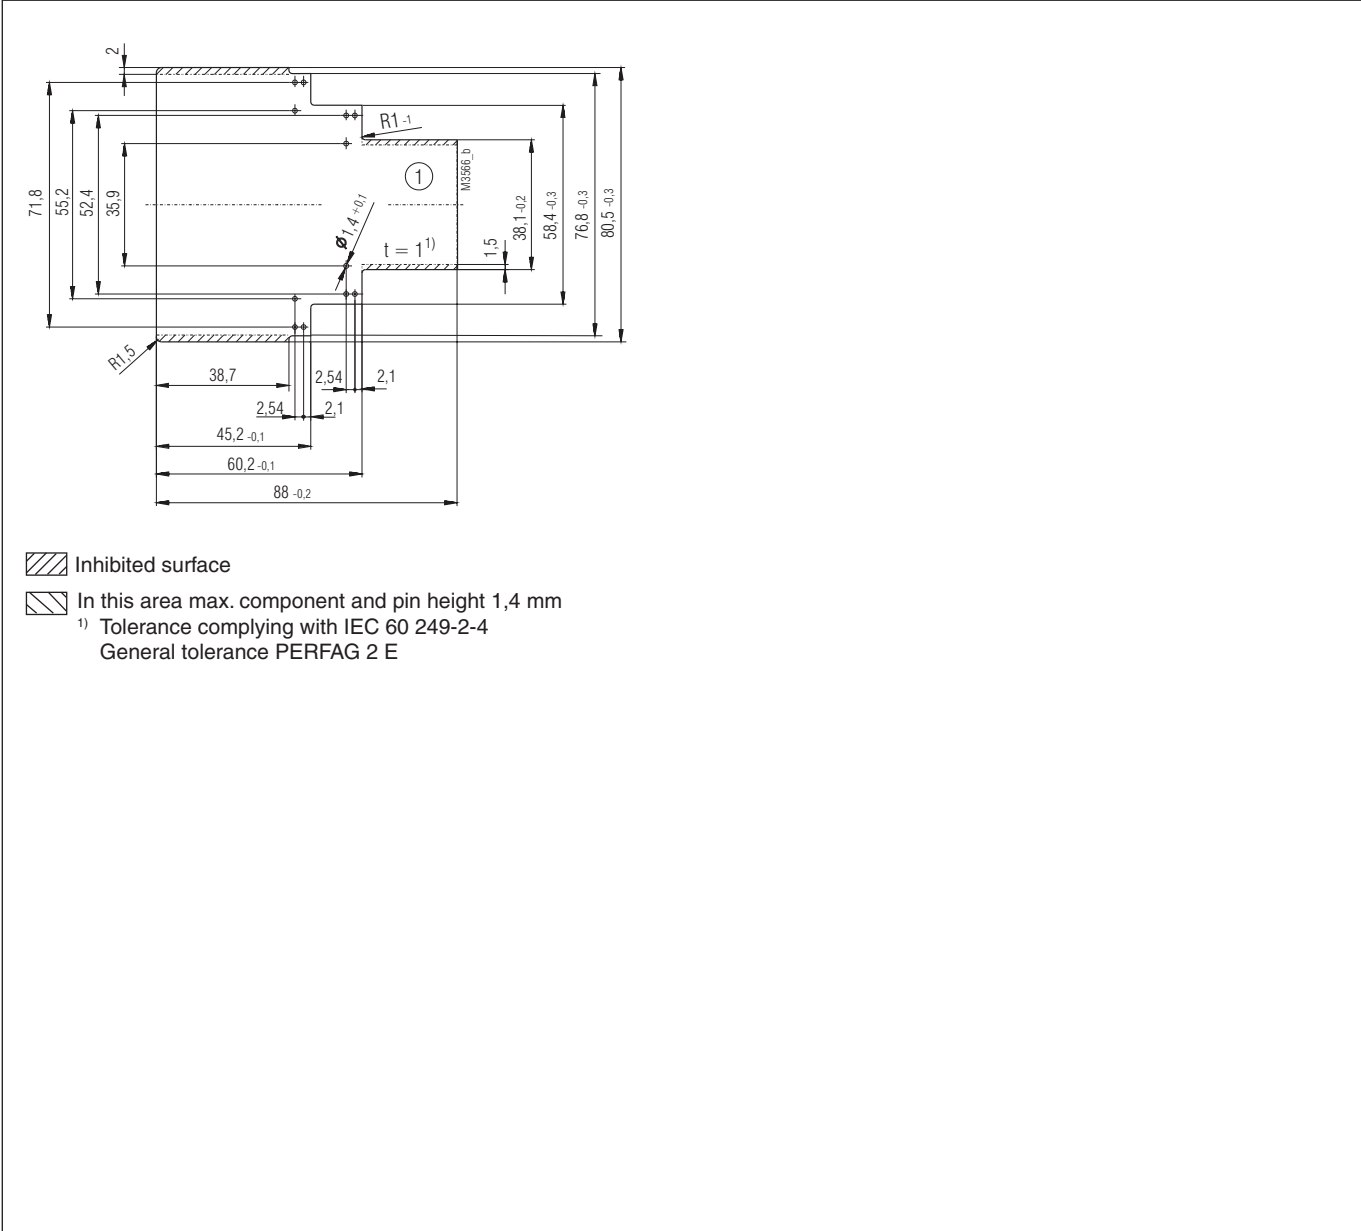 2
R1 -1
1
M3566_b
71,8
55,2
52,4
35,9
ø 1,4 +0,1
t = 1 1)
1,5
38,1 -0,2
58,4 -0,3
76,8 -0,3
80,5 -0,3
R1,5
38,7
2,54
2,1
2,54
2,1
45,2 -0,1
60,2 -0,1
88 -0,2
Inhibited surface
In this area max. component and pin height 1,4 mm
1) Tolerance complying with IEC 60 249-2-4
General tolerance PERFAG 2 E